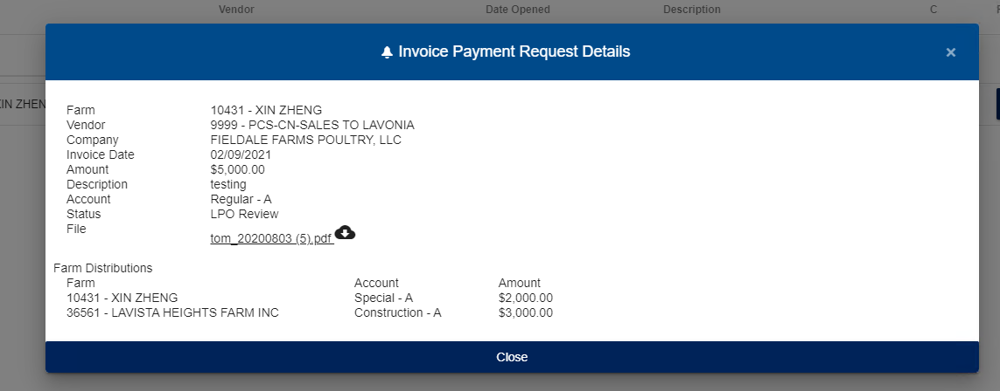 Vendor Date Opened Description C
Invoice Payment Request Details ×
XIN ZHEN
Farm 10431 - XIN ZHENG
Vendor 9999 - PCS-CN-SALES TO LAVONIA
Company FIELDALE FARMS POULTRY, LLC
Invoice Date 02/09/2021
Amount $5,000.00
Description testing
Account Regular - A
Status LPO Review
File tom_20200803 (5).pdf
Farm Distributions
Farm Account Amount
10431 - XIN ZHENG Special - A $2,000.00
36561 - LAVISTA HEIGHTS FARM INC Construction - A $3,000.00
Close